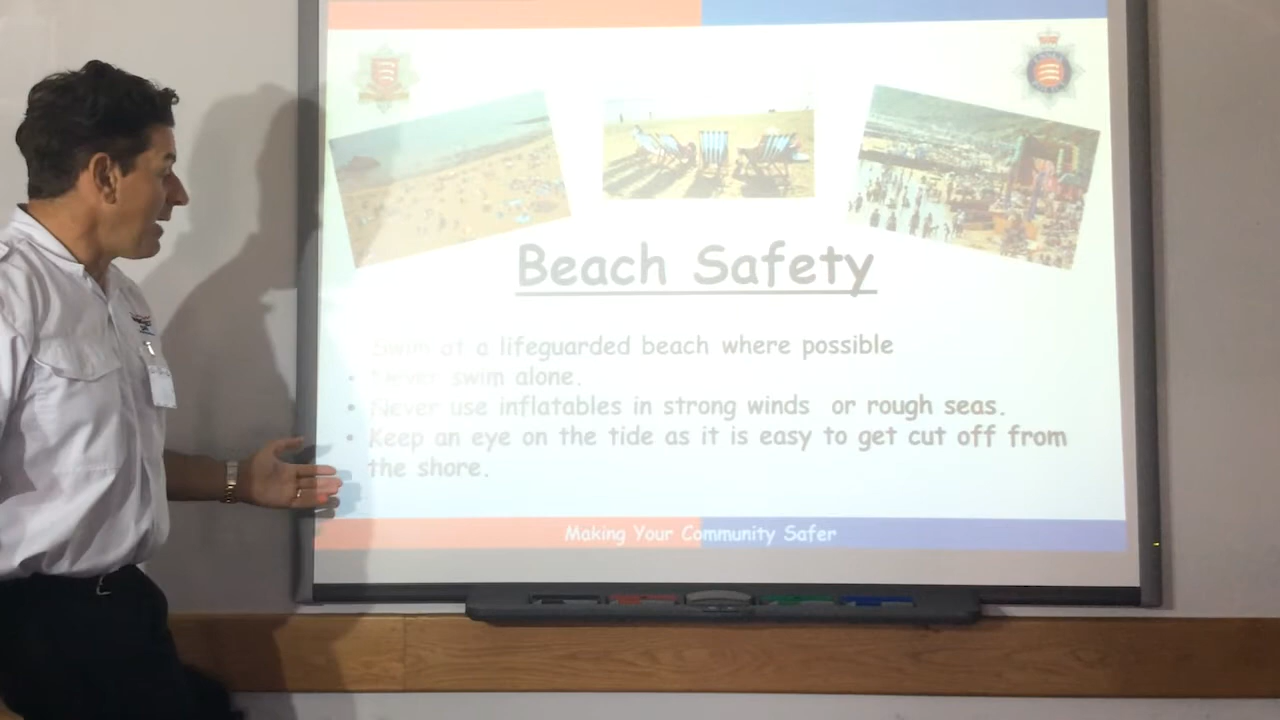 Beach Safety
Swim at a lifeguarded beach where possible
• Never swim alone.
• Never use inflatables in strong winds or rough seas.
• Keep an eye on the tide as it is easy to get cut off from
the shore.
Making Your Community Safer